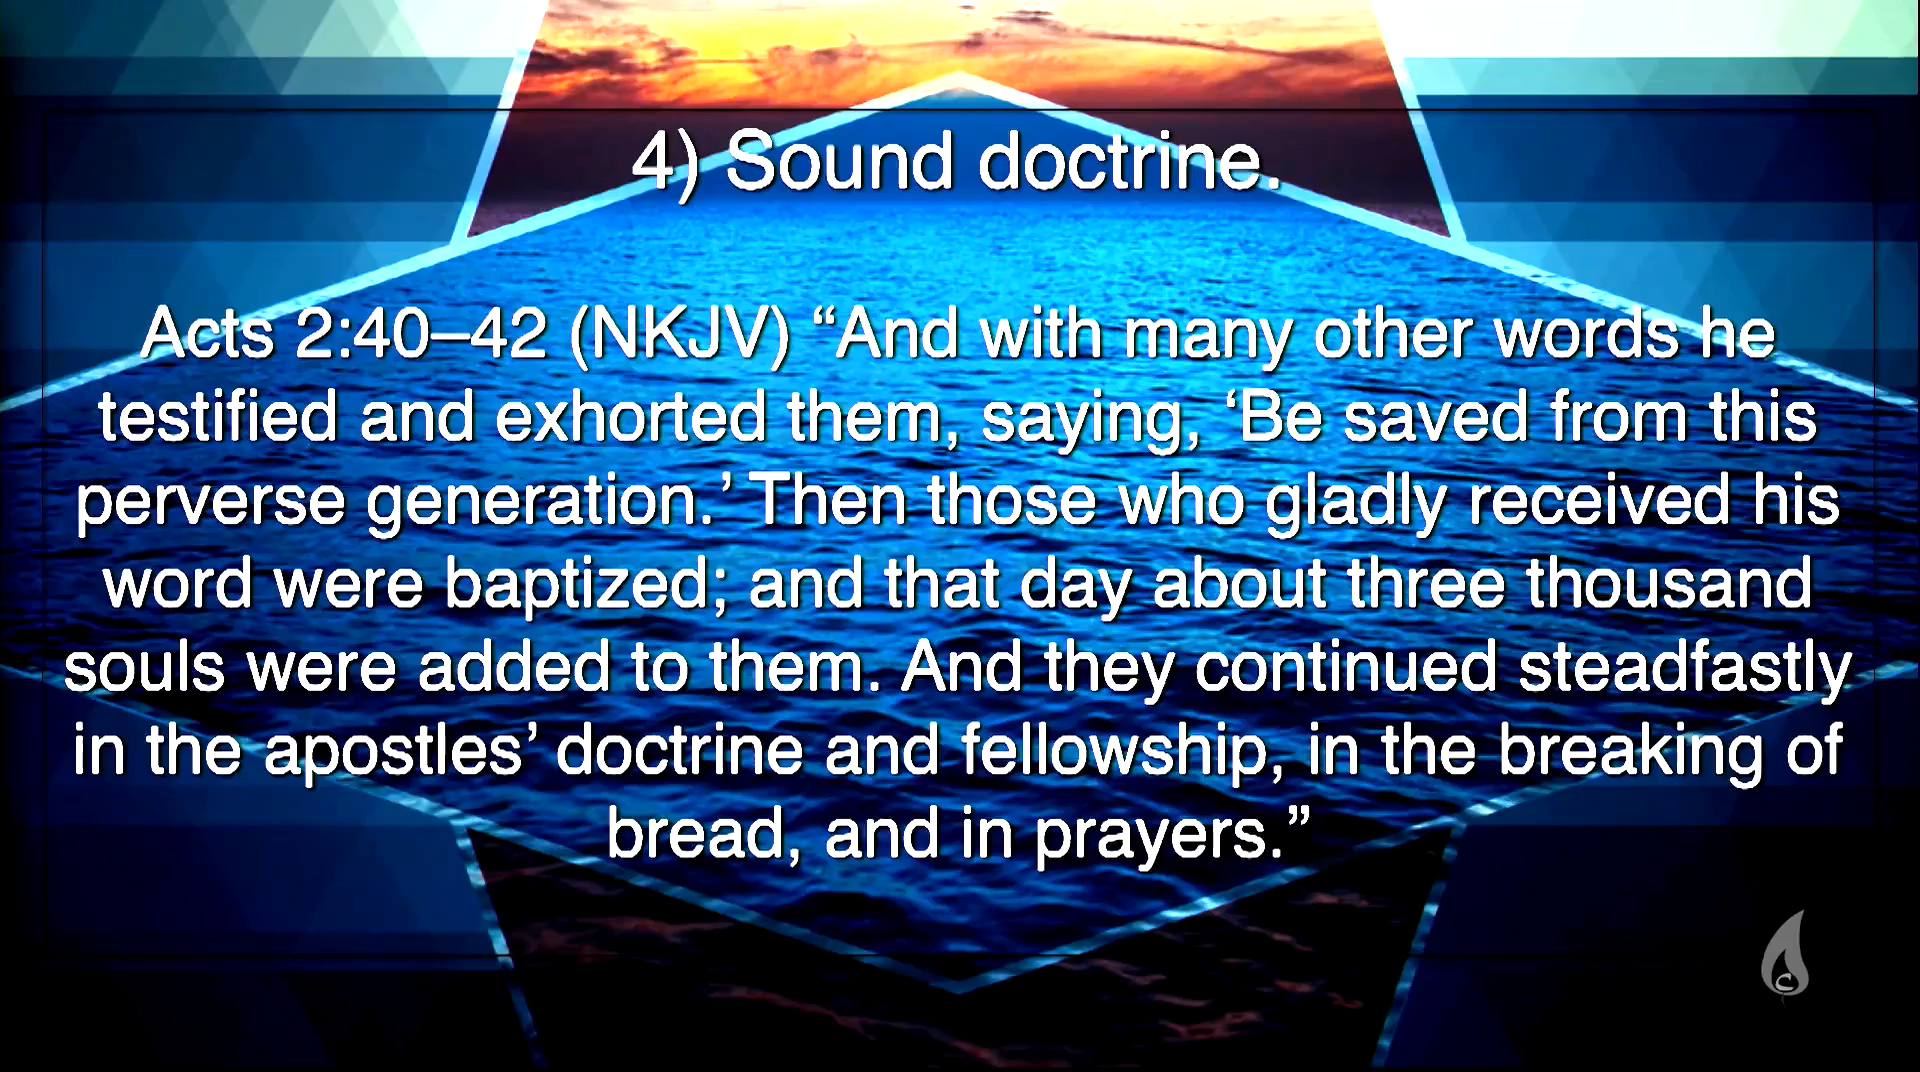 4) Sound doctrine.
Acts 2:40–42 (NKJV) “And with many other words he
testified and exhorted them, saying, ‘Be saved from this
perverse generation.’ Then those who gladly received his
word were baptized; and that day about three thousand
souls were added to them. And they continued steadfastly
in the apostles’ doctrine and fellowship, in the breaking of
bread, and in prayers.”
C